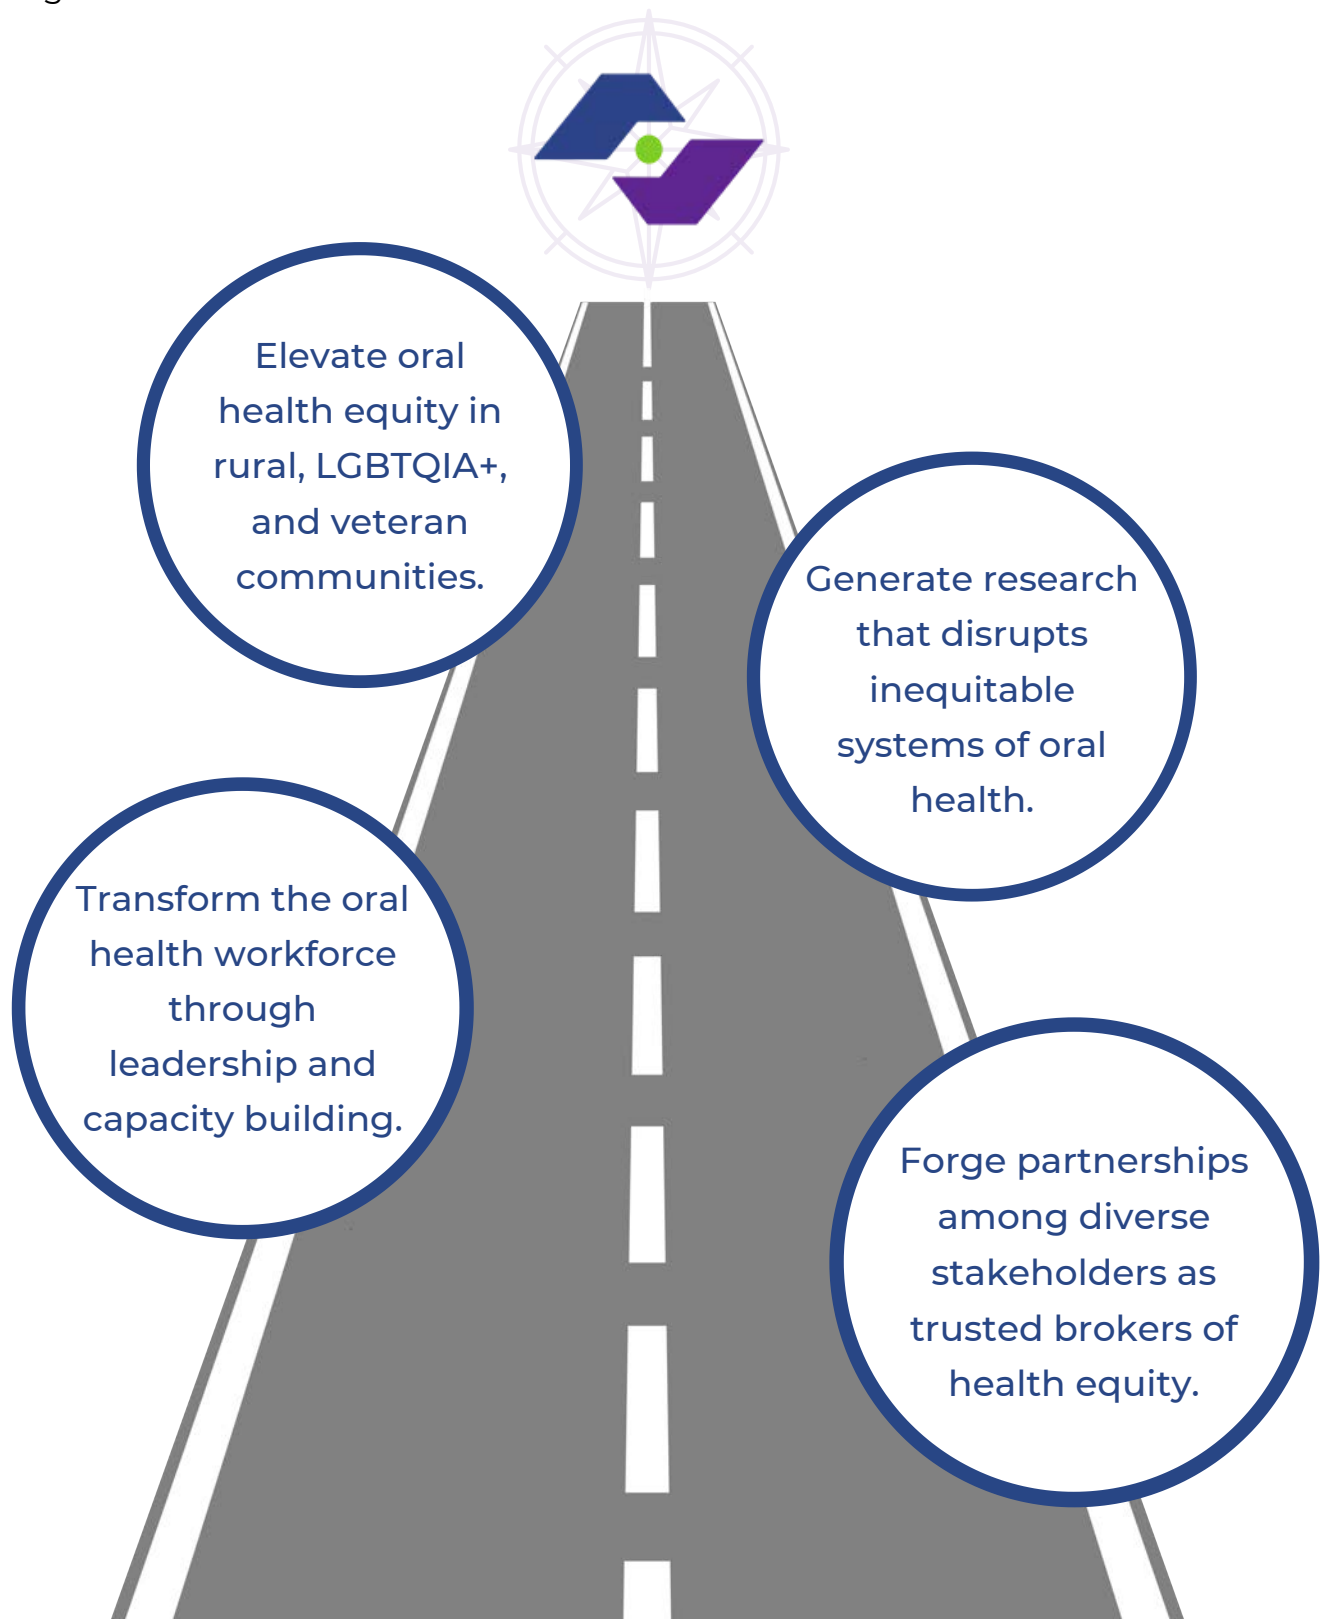 Elevate oral
health equity in
rural, LGBTQIA+,
and veteran
communities.
Generate research
that disrupts
inequitable
systems of oral
health.
Transform the oral
health workforce
through
leadership and
capacity building.
Forge partnerships
among diverse
stakeholders as
trusted brokers of
health equity.